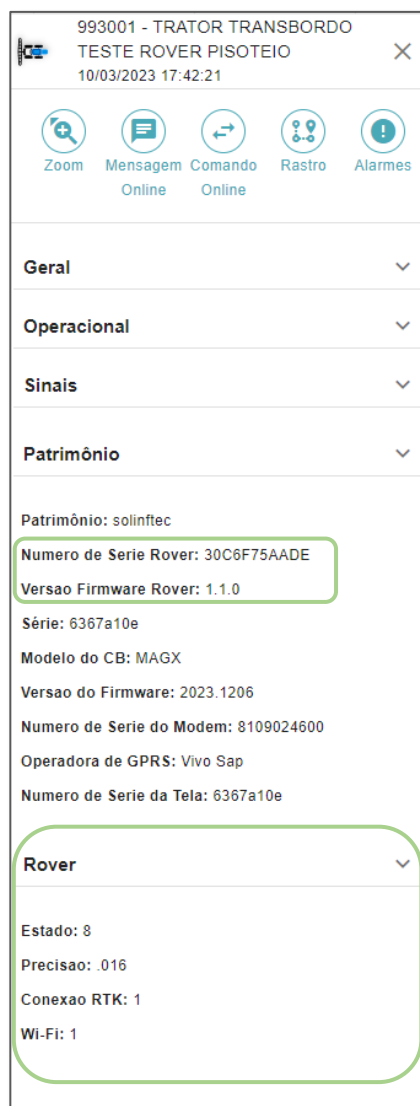 993001 - TRATOR TRANSBORDO
TESTE ROVER PISOTEIO
10/03/2023 17:42:21
Zoom
Mensagem Online
Comando Online
Rastro
Alarmes
Geral
Operacional
Sinais
Patrimônio
Patrimônio: solinftec
Numero de Serie Rover: 30C6F75AADE
Versao Firmware Rover: 1.1.0
Série: 6367a10e
Modelo do CB: MAGX
Versao do Firmware: 2023.1206
Numero de Serie do Modem: 8109024600
Operadora de GPRS: Vivo Sap
Numero de Serie da Tela: 6367a10e
Rover
Estado: 8
Precisao: .016
Conexao RTK: 1
Wi-Fi: 1